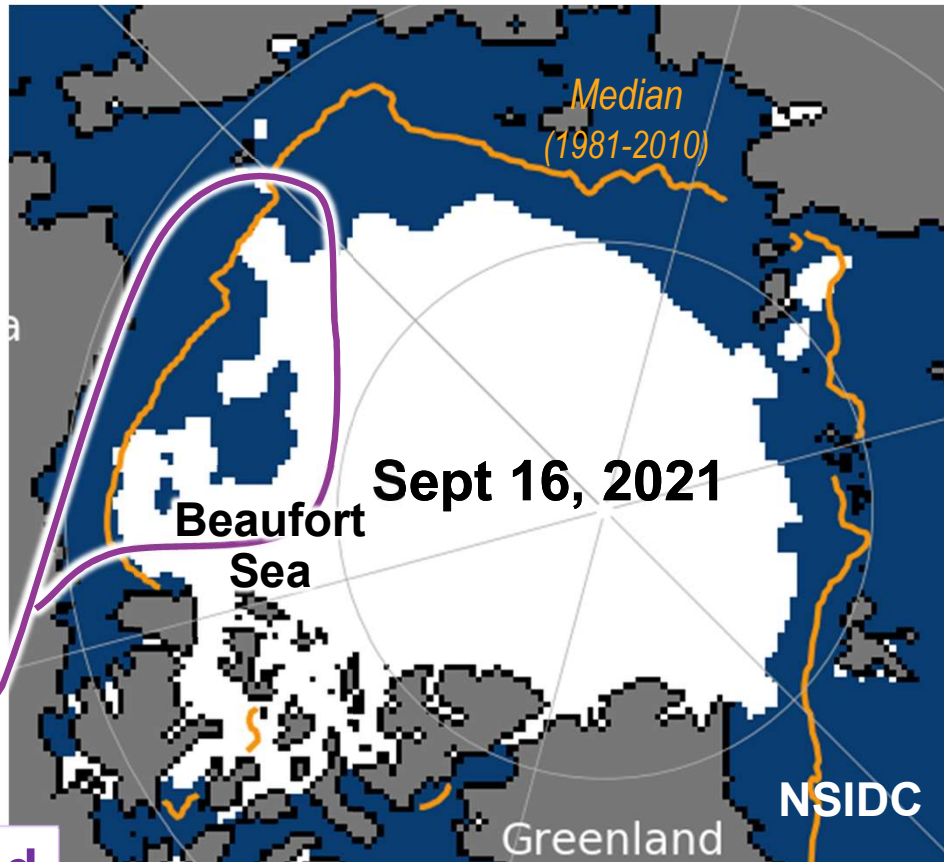 Median
(1981-2010)
a
Sept 16, 2021
Beaufort
Sea
NSIDC
Greenland
d